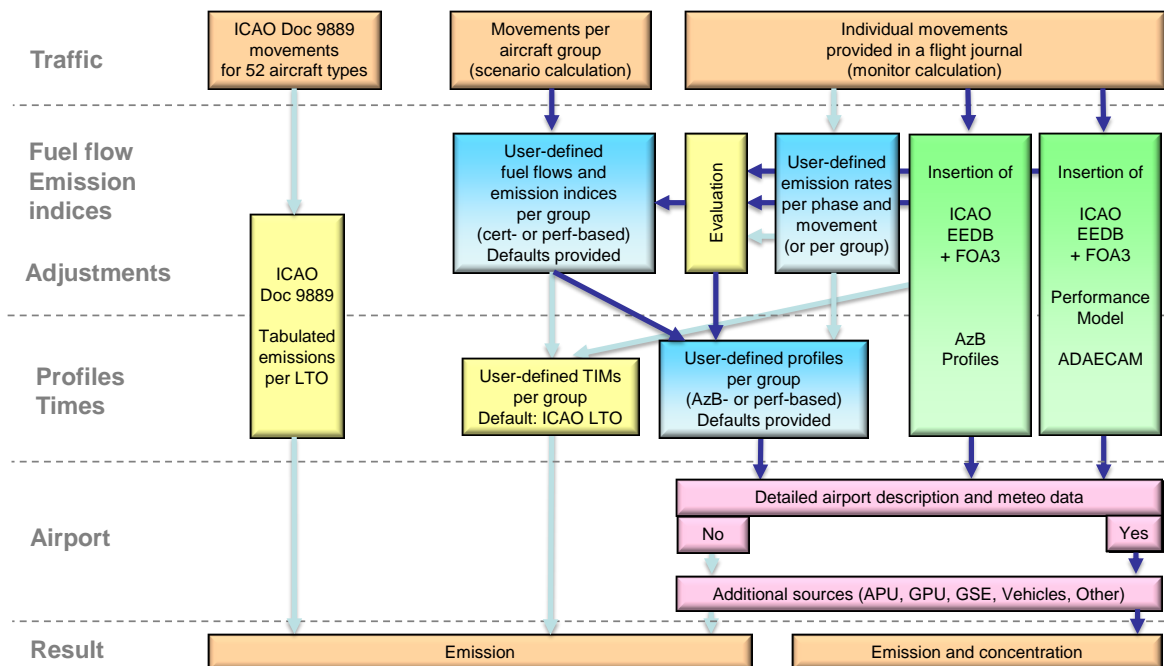 Traffic
ICAO Doc 9889
movements
for 52 aircraft types
Movements per
aircraft group
(scenario calculation)
Individual movements
provided in a flight journal
(monitor calculation)
Fuel flow
Emission
indices
Adjustments
User-defined
fuel flows and
emission indices
per group
(cert- or perf-based)
Defaults provided
Evaluation
User-defined
emission rates
per phase and
movement
(or per group)
Insertion of
ICAO
EEDB
+ FOA3
AzB
Profiles
Insertion of
ICAO
EEDB
+ FOA3
Performance
Model
ADAECAM
ICAO
Doc 9889
Tabulated
emissions
per LTO
Profiles
Times
User-defined TIMs
per group
Default: ICAO LTO
User-defined profiles
per group
(AzB- or perf-based)
Defaults provided
Airport
Detailed airport description and meteo data
No
Yes
Additional sources (APU, GPU, GSE, Vehicles, Other)
Result
Emission
Emission and concentration